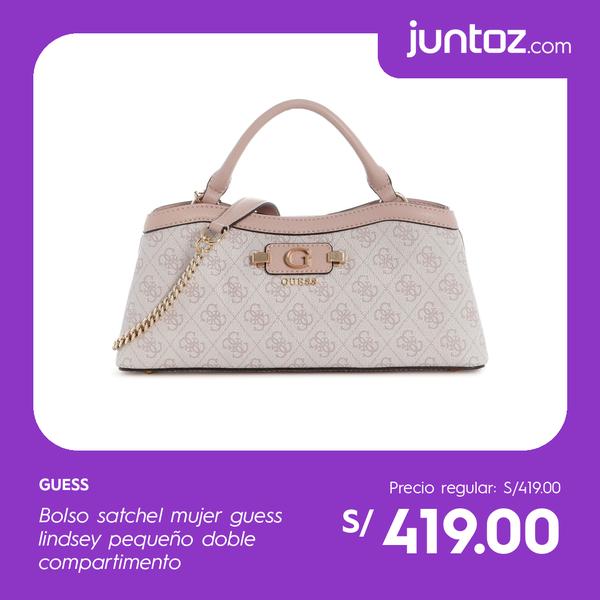 juntoz.com
G
GUESS
GUESS
Bolso satchel mujer guess
lindsey pequeño doble
compartimento
Precio regular: S/419.00
S/ 419.00